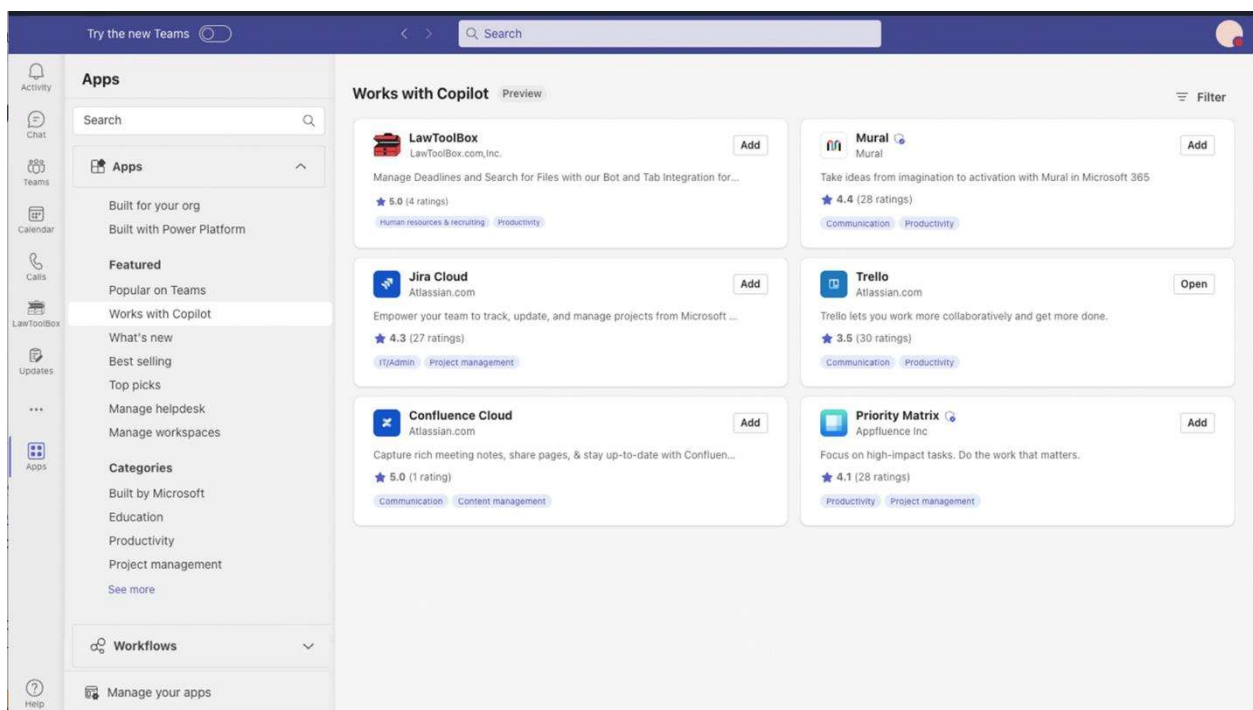 Try the new Teams
Search
Activity
Chat
Teams
Calendar
Calls
LawToolBox
Updates
Apps
Help
Apps
Search
Apps
Built for your org
Built with Power Platform
Featured
Popular on Teams
Works with Copilot
What's new
Best selling
Top picks
Manage helpdesk
Manage workspaces
Categories
Built by Microsoft
Education
Productivity
Project management
See more
Workflows
Manage your apps
Works with Copilot Preview
Filter
LawToolBox
LawToolBox.com,Inc.
Add
Manage Deadlines and Search for Files with our Bot and Tab Integration for...
5.0 (4 ratings)
Human resources & recruiting Productivity
Mural
Mural
Add
Take ideas from imagination to activation with Mural in Microsoft 365
4.4 (28 ratings)
Communication Productivity
Jira Cloud
Atlassian.com
Add
Empower your team to track, update, and manage projects from Microsoft ...
4.3 (27 ratings)
IT/Admin Project management
Trello
Atlassian.com
Open
Trello lets you work more collaboratively and get more done.
3.5 (30 ratings)
Communication Productivity
Confluence Cloud
Atlassian.com
Add
Capture rich meeting notes, share pages, & stay up-to-date with Confluen...
5.0 (1 rating)
Communication Content management
Priority Matrix
Appfluence Inc
Add
Focus on high-impact tasks. Do the work that matters.
4.1 (28 ratings)
Productivity Project management